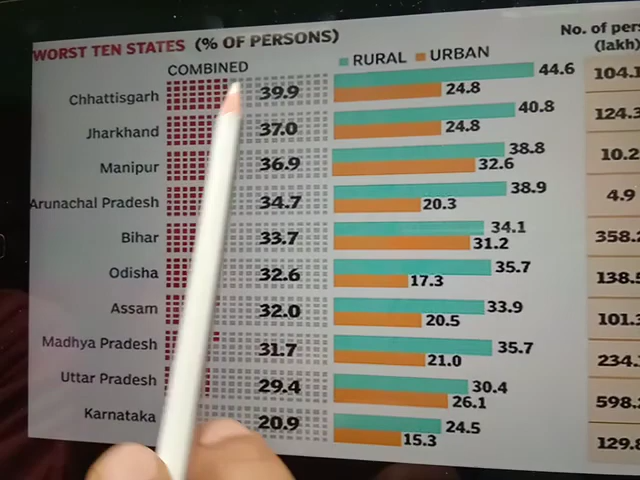 WORST TEN STATES (% OF PERSONS)
No. of
(lakh)
COMBINED RURAL URBAN
Chhattisgarh 39.9 44.6 24.8
Jharkhand 37.0 40.8 24.8
Manipur 36.9 38.8 32.6 10.2
Arunachal Pradesh 34.7 38.9 20.3 4.9
Bihar 33.7 34.1 31.2
Odisha 32.6 35.7 17.3
Assam 32.0 33.9 20.5
Madhya Pradesh 31.7 35.7 21.0
Uttar Pradesh 29.4 30.4 26.1
Karnataka 20.9 24.5 15.3